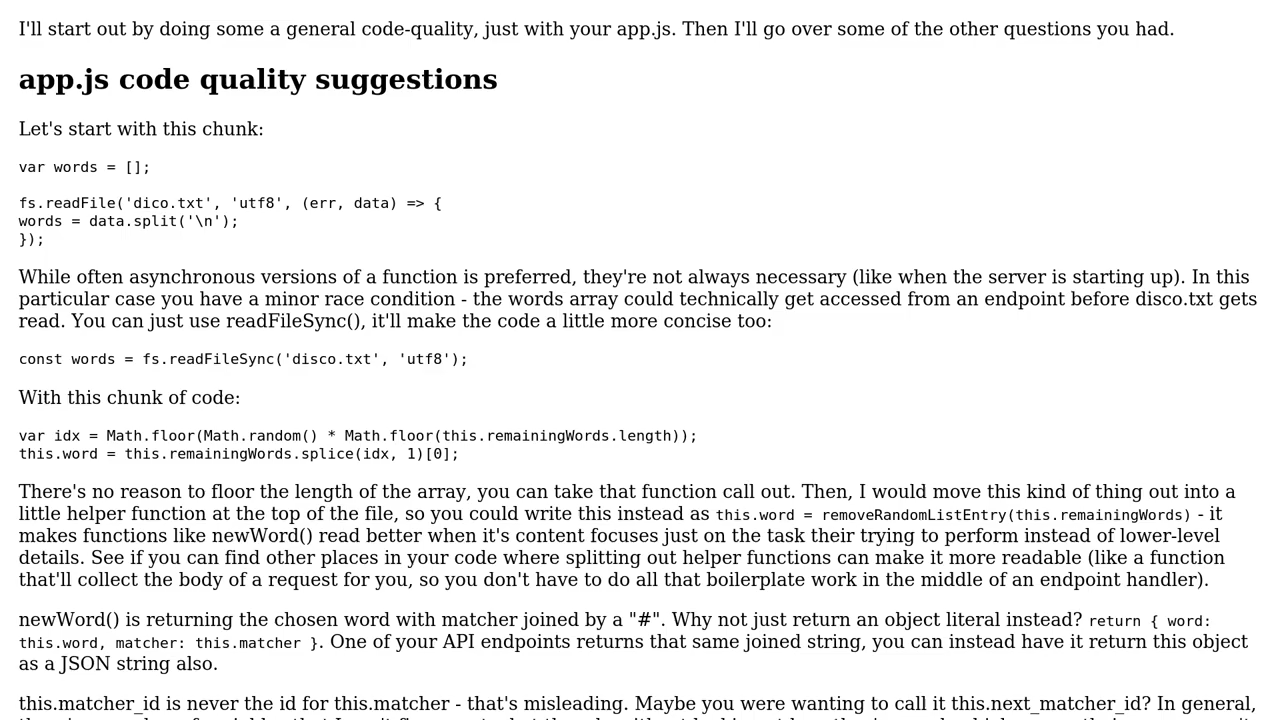 I'll start out by doing some a general code-quality, just with your app.js. Then I'll go over some of the other questions you had.
app.js code quality suggestions
Let's start with this chunk:
var words = [];
fs.readFile('dico.txt', 'utf8', (err, data) => {
words = data.split('\n');
});
While often asynchronous versions of a function is preferred, they're not always necessary (like when the server is starting up). In this
particular case you have a minor race condition - the words array could technically get accessed from an endpoint before disco.txt gets
read. You can just use readFileSync(), it'll make the code a little more concise too:
const words = fs.readFileSync('disco.txt', 'utf8');
With this chunk of code:
var idx = Math.floor(Math.random() * Math.floor(this.remainingWords.length));
this.word = this.remainingWords.splice(idx, 1)[0];
There's no reason to floor the length of the array, you can take that function call out. Then, I would move this kind of thing out into a
little helper function at the top of the file, so you could write this instead as this.word = removeRandomListEntry(this.remainingWords) - it
makes functions like newWord() read better when it's content focuses just on the task their trying to perform instead of lower-level
details. See if you can find other places in your code where splitting out helper functions can make it more readable (like a function
that'll collect the body of a request for you, so you don't have to do all that boilerplate work in the middle of an endpoint handler).
newWord() is returning the chosen word with matcher joined by a "#". Why not just return an object literal instead? return { word:
this.word, matcher: this.matcher }. One of your API endpoints returns that same joined string, you can instead have it return this object
as a JSON string also.
this.matcher_id is never the id for this.matcher - that's misleading. Maybe you were wanting to call it this.next_matcher_id? In general,